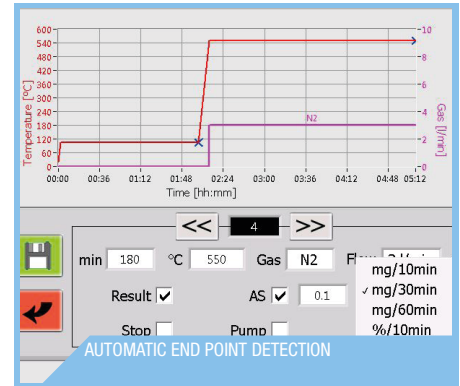 600
540
480
420
360
300
240
180
120
60
0
Temperature [ºC]
10
8
6
4
2
0
Gas [l/min]
N2
00:00 00:36 01:12 01:48 02:24 03:00 03:36 04:12 04:48 05:12
Time [hh:mm]
<< 4 >>
min 180 °C 550 Gas N2
Result ✓ AS ✓ 0.1
Stop Pump
mg/10min
✓ mg/30min
mg/60min
%/10min
AUTOMATIC END POINT DETECTION